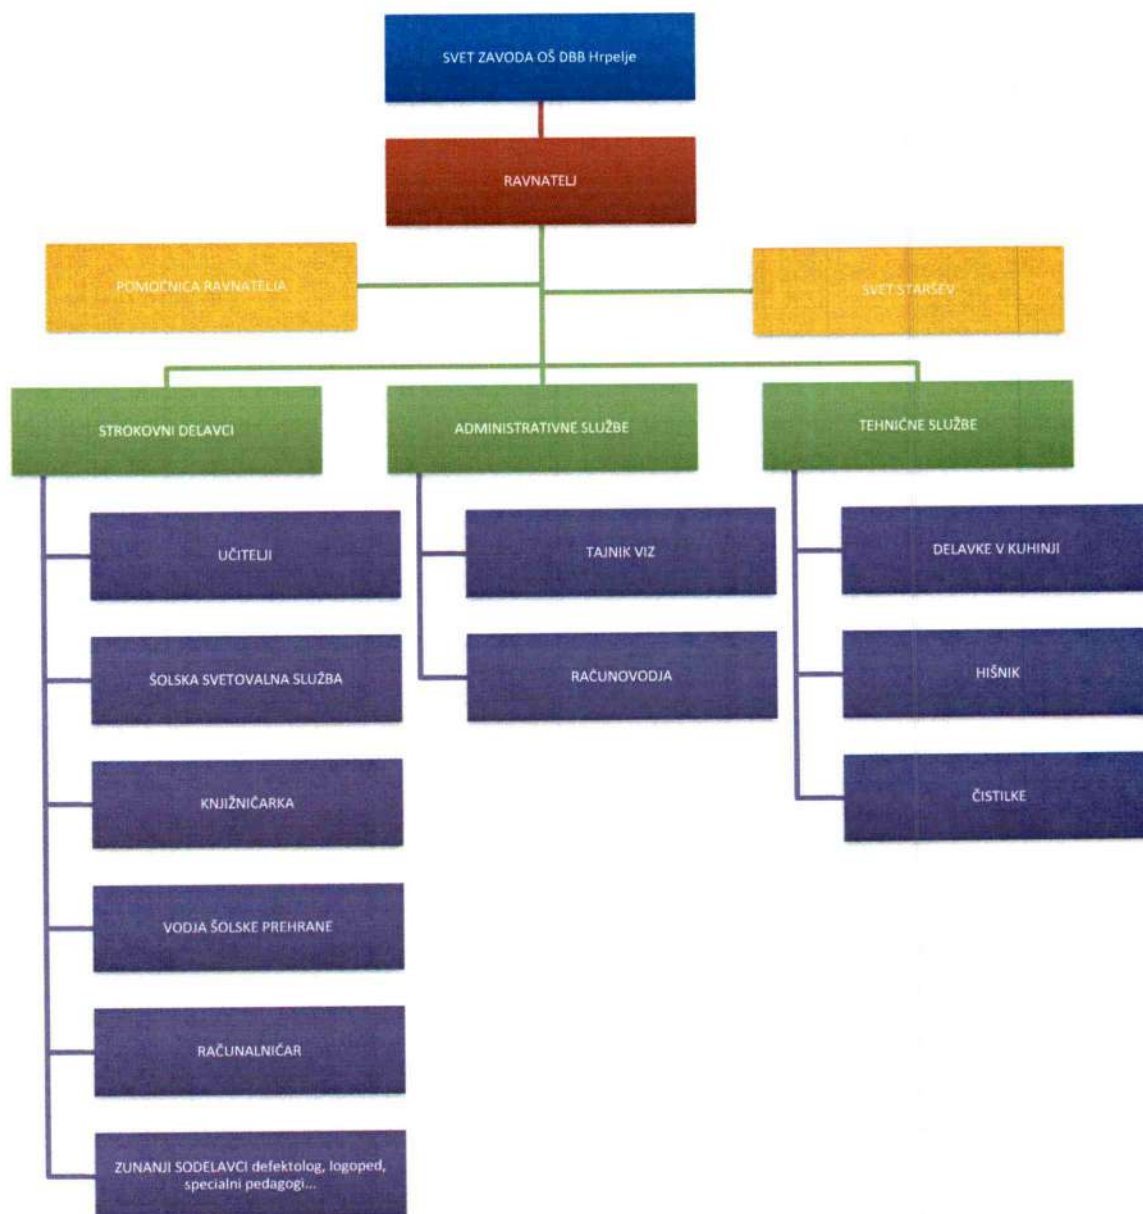 SVET ZAVODA OŠ DBB Hrpelje
RAVNATELJ
POMOČNICA RAVNATELJA
SVET STARŠEV
STROKOVNI DELAVCI
ADMINISTRATIVNE SLUŽBE
TEHNIČNE SLUŽBE
UČITELJI
ŠOLSKA SVETOVALNA SLUŽBA
KNJIŽNIČARKA
VODJA ŠOLSKE PREHRANE
RAČUNALNIČAR
ZUNANJI SODELAVCI defektolog, logoped,
specialni pedagogi...
TAJNIK VIZ
RAČUNOVODJA
DELAVKE V KUHINJI
HIŠNIK
ČISTILKE